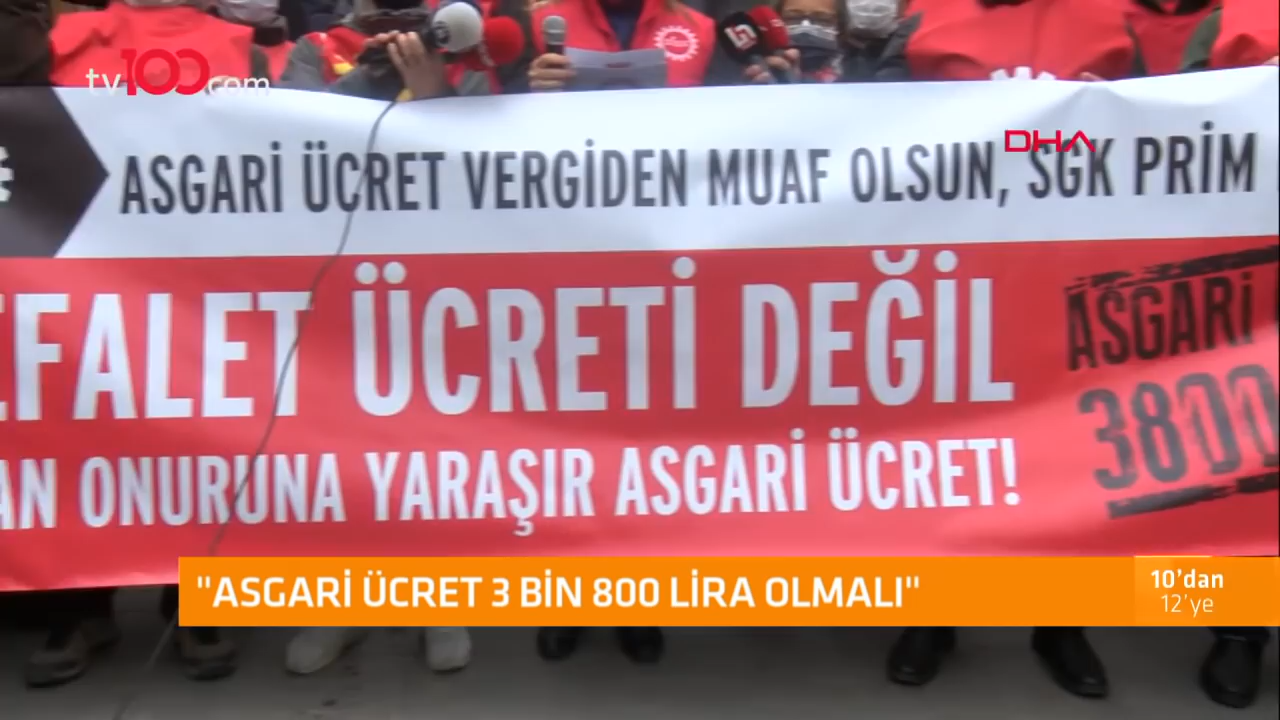 tv100.com
DHA
ASGARİ ÜCRET VERGİDEN MUAF OLSUN, SGK PRİM
EFALET ÜCRETİ DEĞİL
AN ONURUNA YARAŞIR ASGARİ ÜCRET!
ASGARİ
3800
"ASGARİ ÜCRET 3 BİN 800 LİRA OLMALI"
10'dan
12'ye